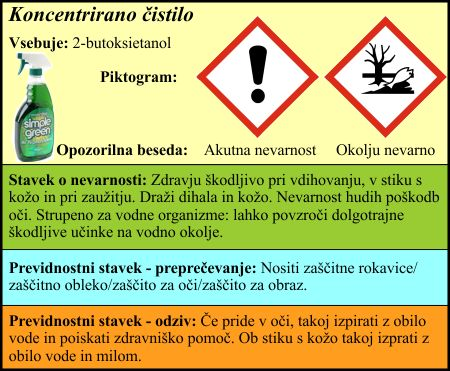 Koncentrirano čistilo
Vsebuje: 2-butoksietanol
Piktogram:
simple
green
Opozorilna beseda: Akutna nevarnost Okolju nevarno
Stavek o nevarnosti: Zdravju škodljivo pri vdihovanju, v stiku s
kožo in pri zaužitju. Draži dihala in kožo. Nevarnost hudih poškodb
oči. Strupeno za vodne organizme: lahko povzroči dolgotrajne
škodljive učinke na vodno okolje.
Previdnostni stavek - preprečevanje: Nositi zaščitne rokavice/
zaščitno obleko/zaščito za oči/zaščito za obraz.
Previdnostni stavek - odziv: Če pride v oči, takoj izpirati z obilo
vode in poiskati zdravniško pomoč. Ob stiku s kožo takoj izprati z
obilo vode in milom.